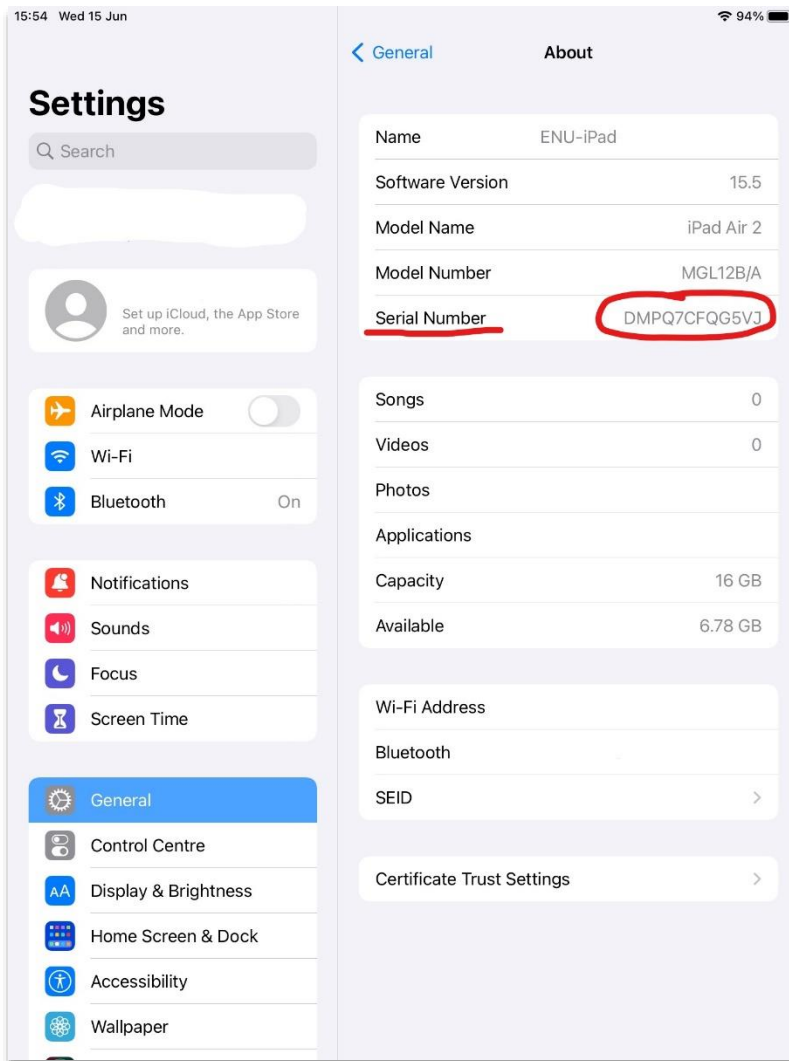 15:54 Wed 15 Jun
94%
Settings
Search
Set up iCloud, the App Store
and more.
Airplane Mode
Wi-Fi
Bluetooth On
Notifications
Sounds
Focus
Screen Time
General
Control Centre
AA Display & Brightness
Home Screen & Dock
Accessibility
Wallpaper
General
About
Name ENU-iPad
Software Version 15.5
Model Name iPad Air 2
Model Number MGL12B/A
Serial Number DMPQ7CFQG5VJ
Songs 0
Videos 0
Photos
Applications
Capacity 16 GB
Available 6.78 GB
Wi-Fi Address
Bluetooth
SEID
Certificate Trust Settings